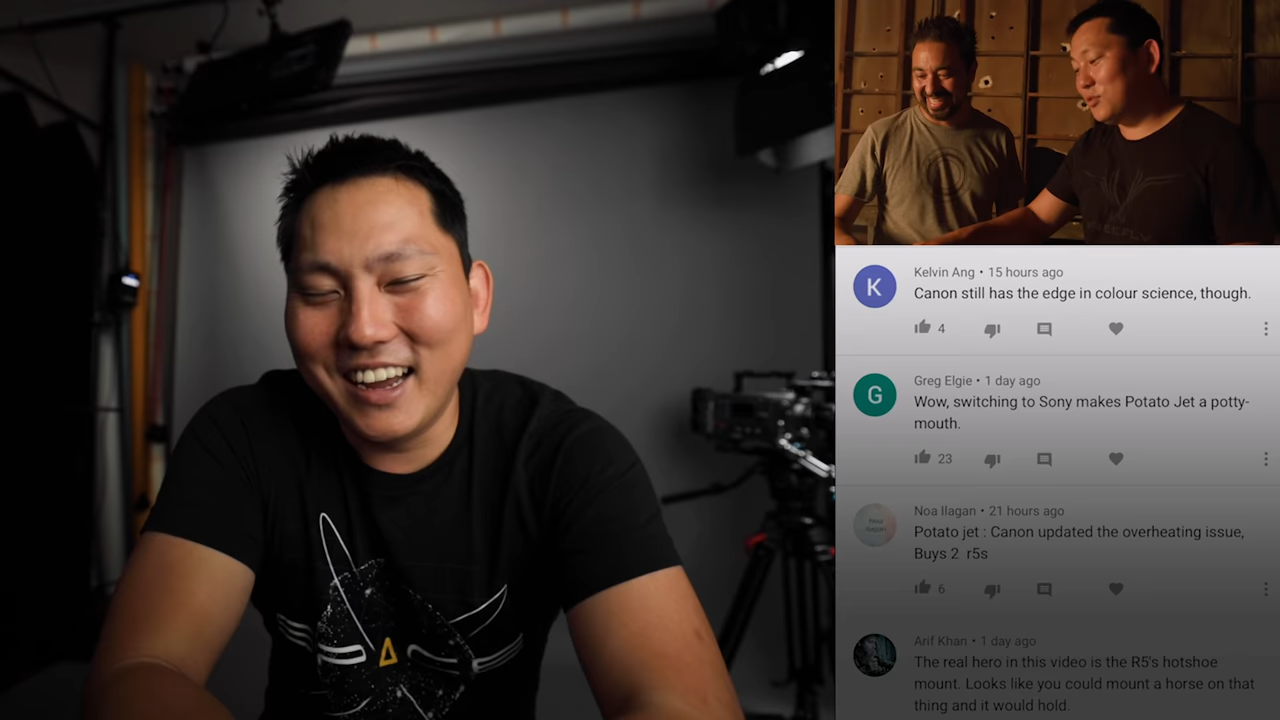 Kelvin Ang • 15 hours ago
Canon still has the edge in colour science, though.
4
Greg Elgie • 1 day ago
Wow, switching to Sony makes Potato Jet a potty-
mouth.
23
Noa Ilagan • 21 hours ago
Potato jet : Canon updated the overheating issue,
Buys 2 r5s
6
Arif Khan • 1 day ago
The real hero in this video is the R5's hotshoe
mount. Looks like you could mount a horse on that
thing and it would hold.
K
G